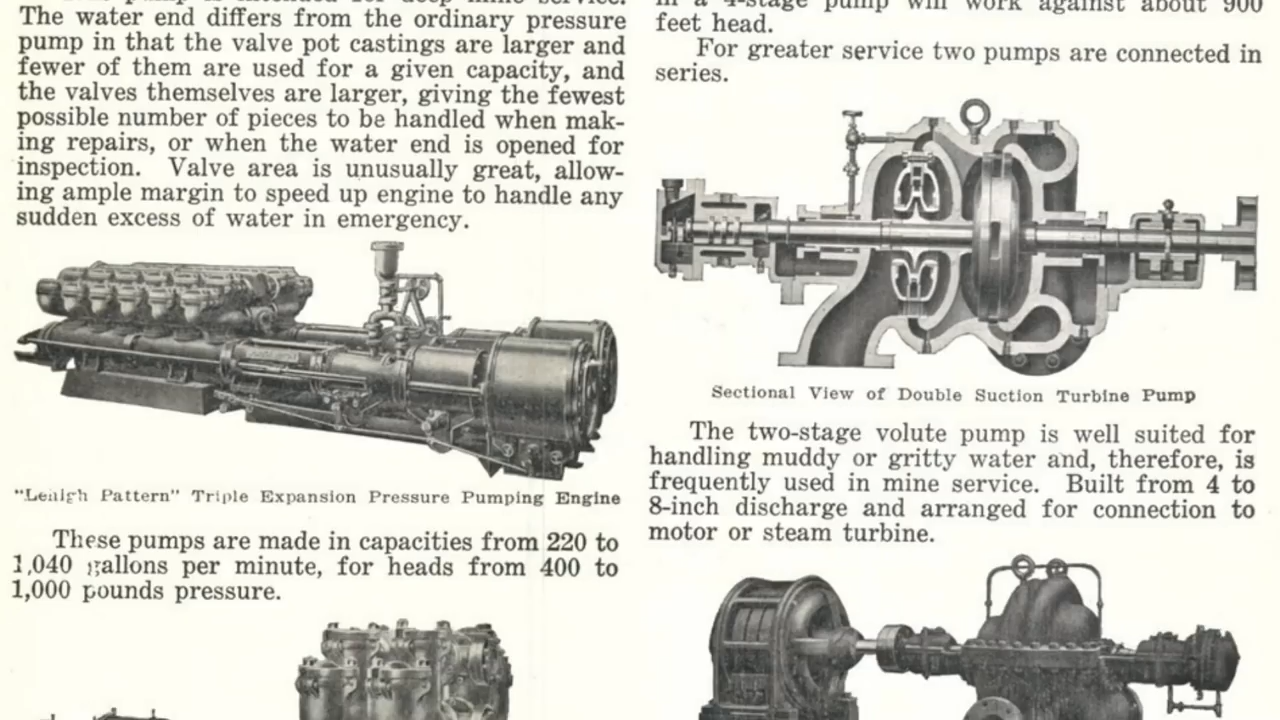 pump is intended for deep mine service.
The water end differs from the ordinary pressure
pump in that the valve pot castings are larger and
fewer of them are used for a given capacity, and
the valves themselves are larger, giving the fewest
possible number of pieces to be handled when mak-
ing repairs, or when the water end is opened for
inspection. Valve area is unusually great, allow-
ing ample margin to speed up engine to handle any
sudden excess of water in emergency.
"Lehigh Pattern" Triple Expansion Pressure Pumping Engine
These pumps are made in capacities from 220 to
1,040 gallons per minute, for heads from 400 to
1,000 pounds pressure.
in a 4-stage pump will work against about 900
feet head.
For greater service two pumps are connected in
series.
Sectional View of Double Suction Turbine Pump
The two-stage volute pump is well suited for
handling muddy or gritty water and, therefore, is
frequently used in mine service. Built from 4 to
8-inch discharge and arranged for connection to
motor or steam turbine.